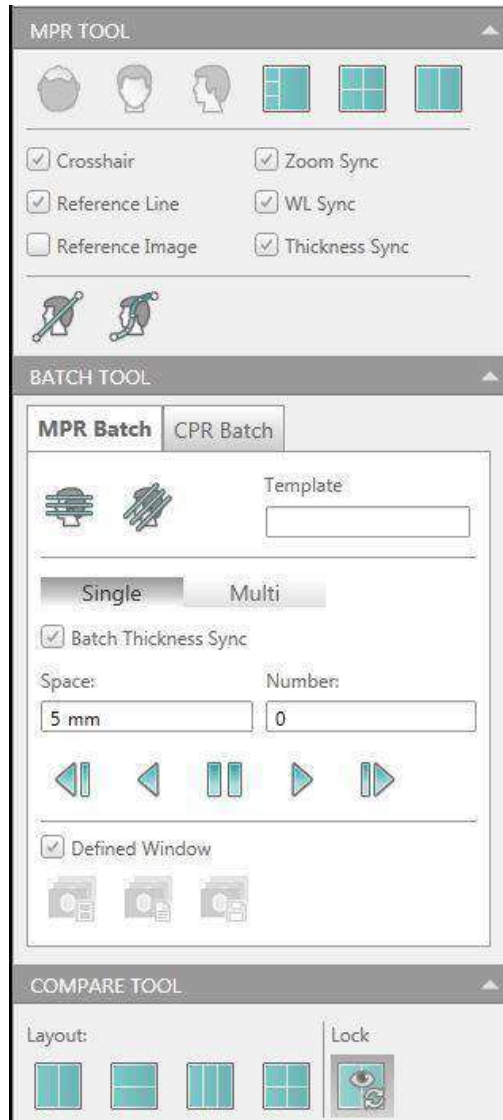 MPR TOOL
Crosshair Zoom Sync
Reference Line WL Sync
Reference Image Thickness Sync
BATCH TOOL
MPR Batch CPR Batch
Template
Single Multi
Batch Thickness Sync
Space: Number:
5 mm 0
Defined Window
COMPARE TOOL
Layout: Lock